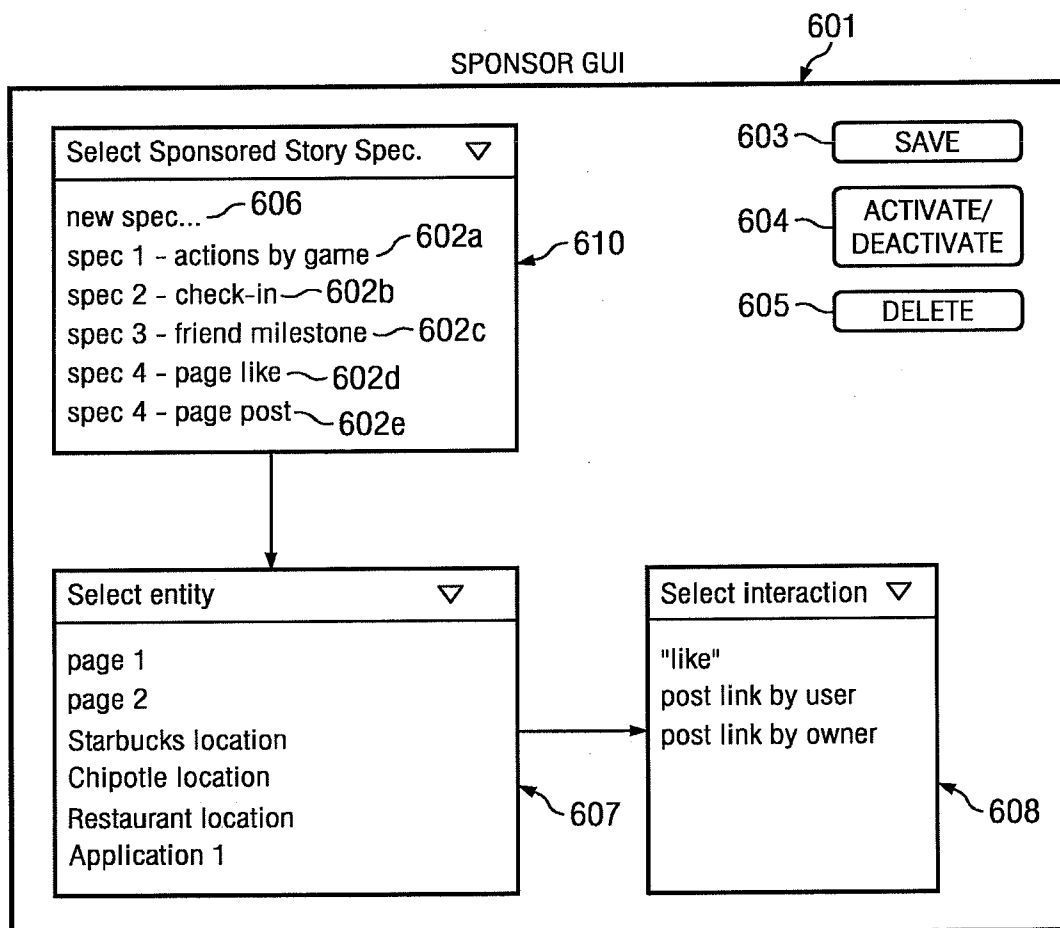 601
SPONSOR GUI
Select Sponsored Story Spec.
new spec... 606
spec 1 - actions by game 602a
spec 2 - check-in 602b
spec 3 - friend milestone 602c
spec 4 - page like 602d
spec 4 - page post 602e
610
603 SAVE
604 ACTIVATE/
DEACTIVATE
605 DELETE
Select entity
page 1
page 2
Starbucks location
Chipotle location
Restaurant location
Application 1
607
Select interaction
"like"
post link by user
post link by owner
608